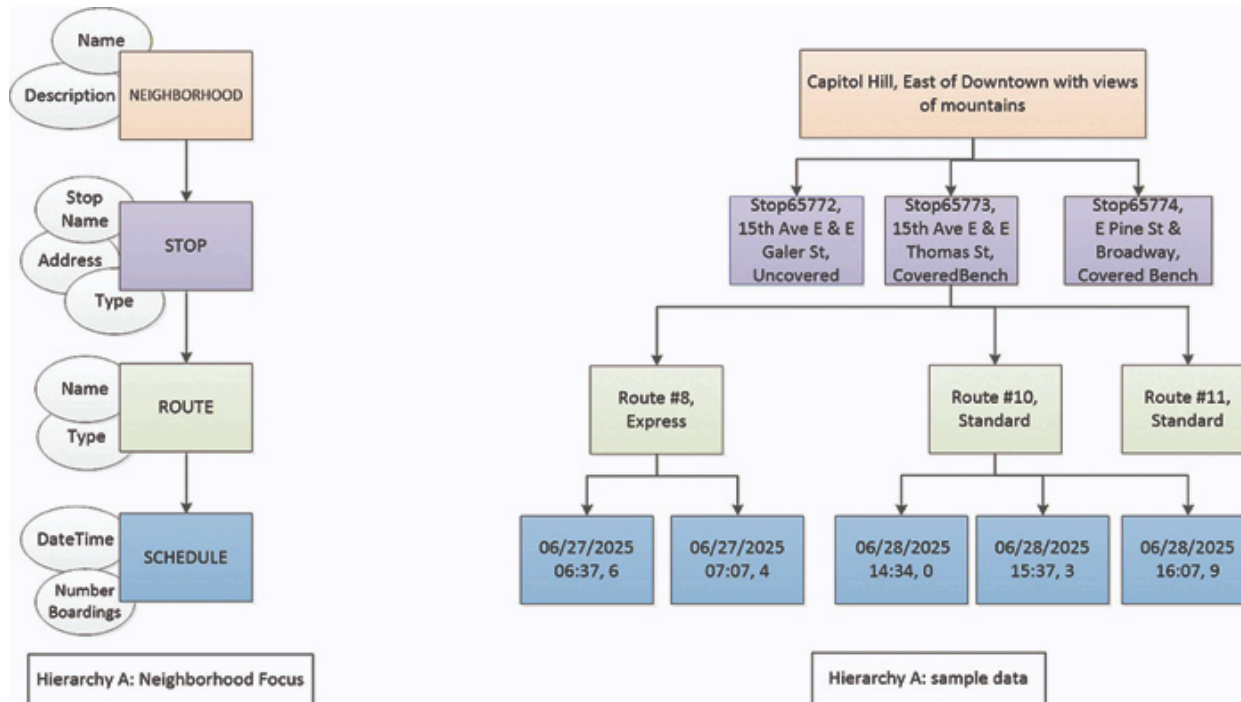 Name
Description
NEIGHBORHOOD
Stop
Name
Address
Type
STOP
Name
Type
ROUTE
DateTime
Number
Boardings
SCHEDULE
Hierarchy A: Neighborhood Focus
Capitol Hill, East of Downtown with views
of mountains
Stop65772,
15th Ave E & E
Galer St,
Uncovered
Stop65773,
15th Ave E & E
Thomas St,
CoveredBench
Stop65774,
E Pine St &
Broadway,
Covered Bench
Route #8,
Express
Route #10,
Standard
Route #11,
Standard
06/27/2025
06:37, 6
06/27/2025
07:07, 4
06/28/2025
14:34, 0
06/28/2025
15:37, 3
06/28/2025
16:07, 9
Hierarchy A: sample data